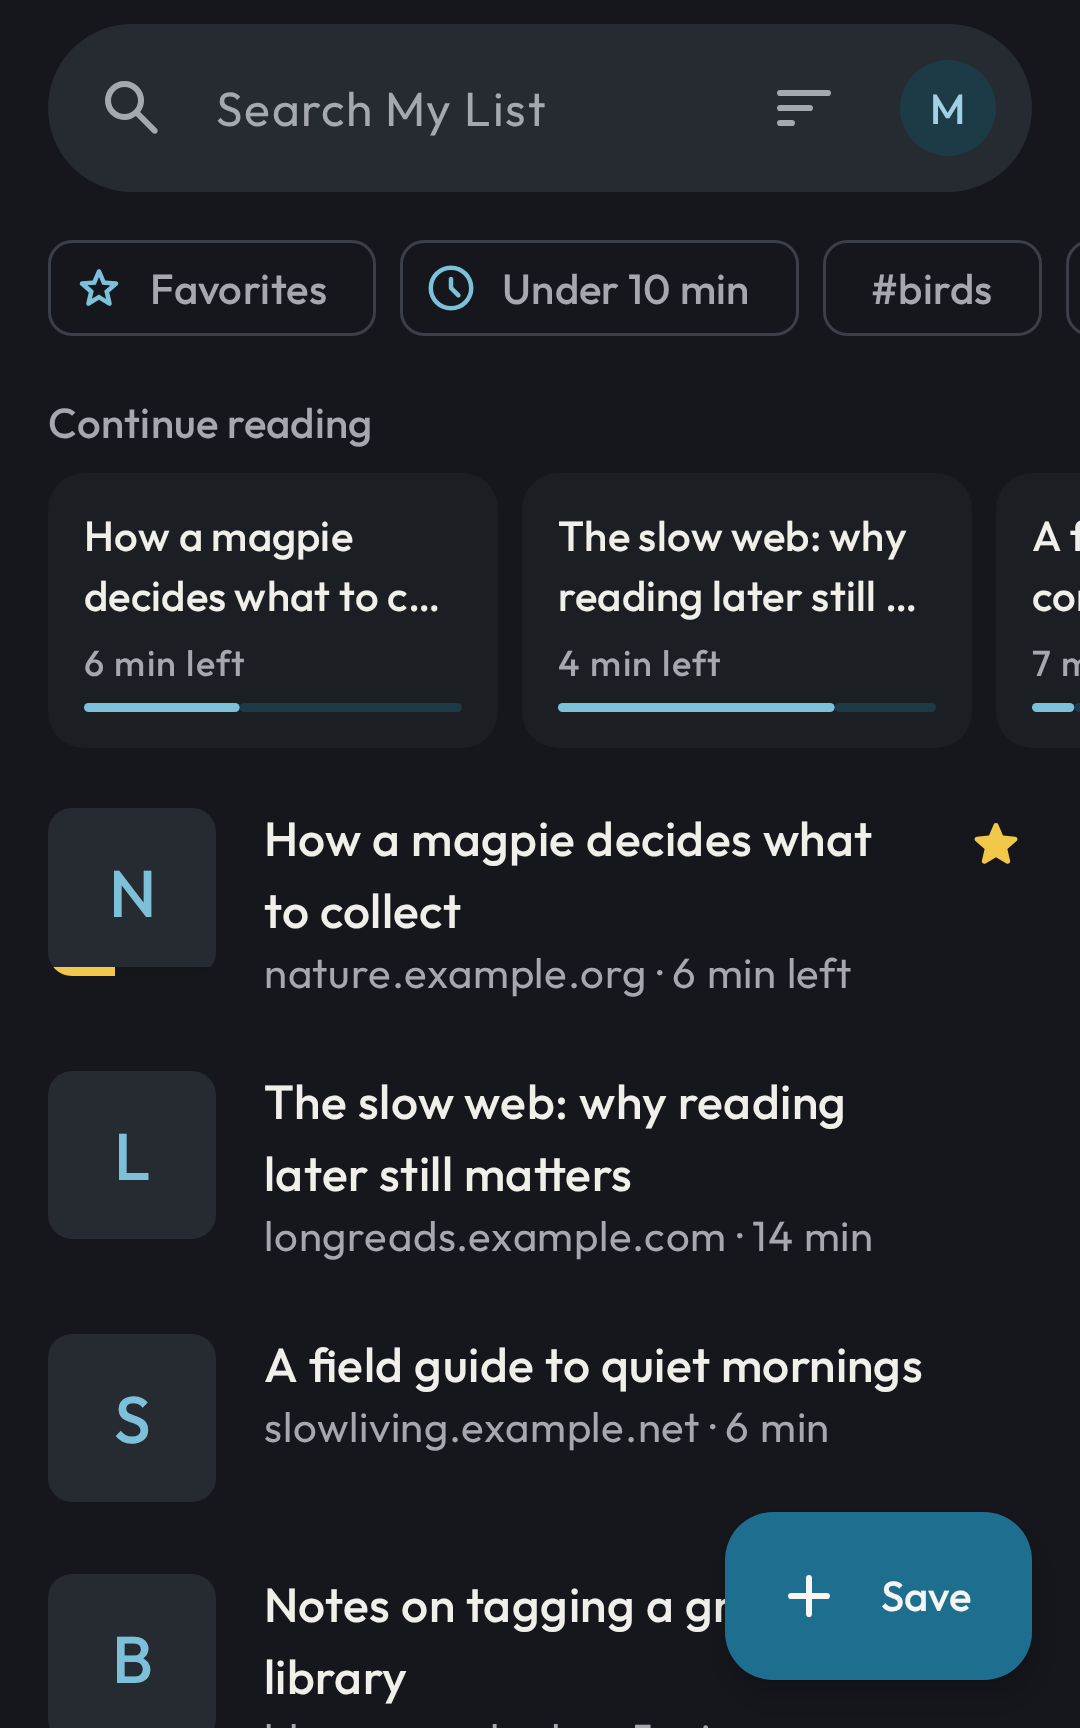 Search My List
M
Favorites
Under 10 min
#birds
Continue reading
How a magpie
decides what to c...
6 min left
The slow web: why
reading later still ...
4 min left
A
7
N
How a magpie decides what
to collect
nature.example.org · 6 min left
L
The slow web: why reading
later still matters
longreads.example.com · 14 min
S
A field guide to quiet mornings
slowliving.example.net · 6 min
B
Notes on tagging a
library
Save